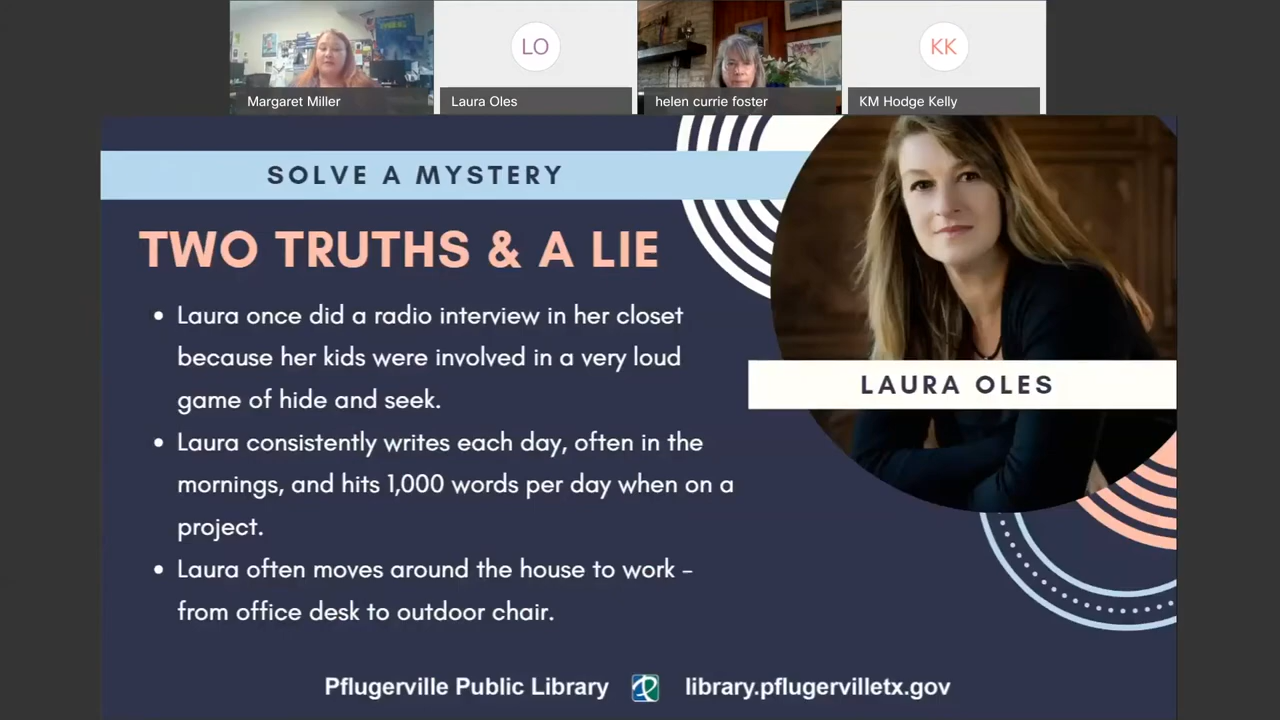 LO
KK
Margaret Miller
Laura Oles
helen currie foster
KM Hodge Kelly
SOLVE A MYSTERY
TWO TRUTHS & A LIE
• Laura once did a radio interview in her closet
because her kids were involved in a very loud
game of hide and seek.
• Laura consistently writes each day, often in the
mornings, and hits 1,000 words per day when on a
project.
• Laura often moves around the house to work –
from office desk to outdoor chair.
LAURA OLES
Pflugerville Public Library
library.pflugervilletx.gov